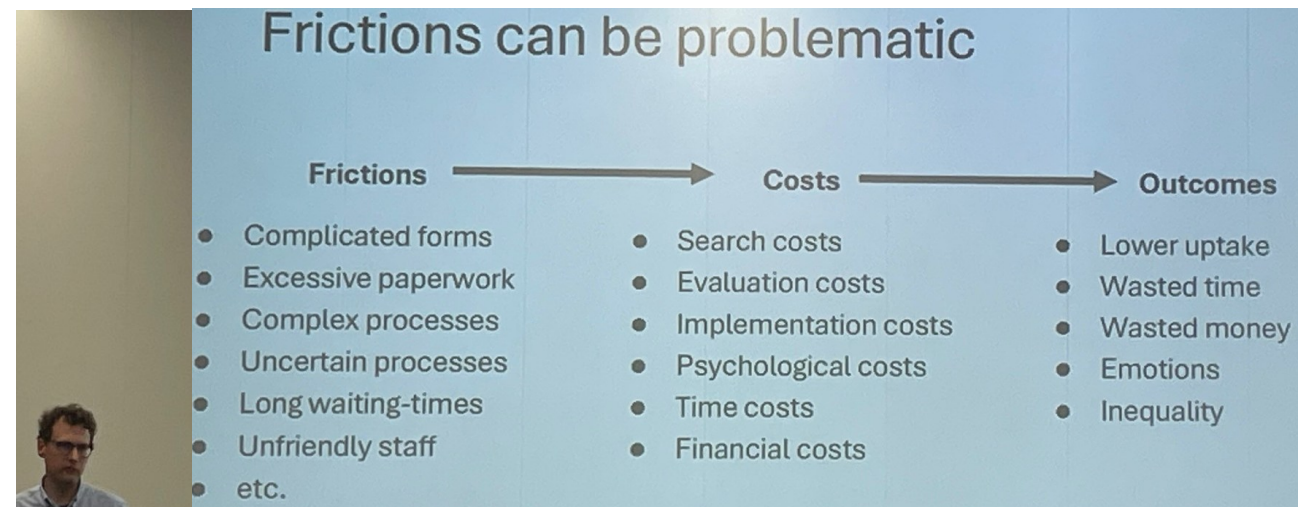 Frictions can be problematic
Frictions
Costs
Outcomes
• Complicated forms
• Excessive paperwork
• Complex processes
• Uncertain processes
• Long waiting-times
• Unfriendly staff
• etc.
• Search costs
• Evaluation costs
• Implementation costs
• Psychological costs
• Time costs
• Financial costs
• Lower uptake
• Wasted time
• Wasted money
• Emotions
• Inequality